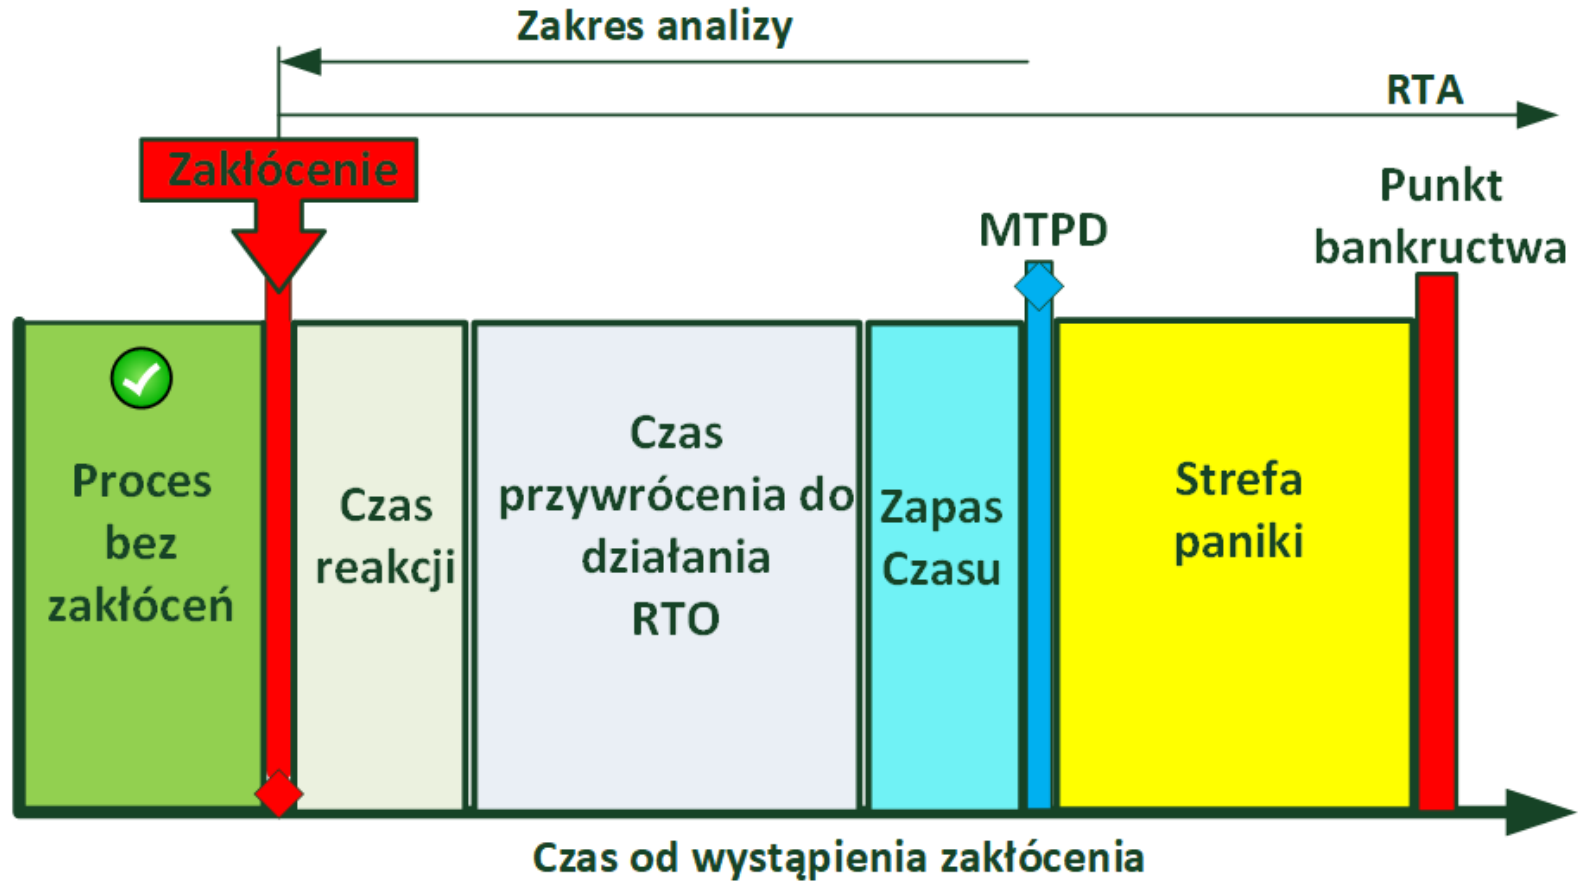 Zakres analizy
RTA
Zakłócenie
Punkt
bankructwa
MTPD
Proces
bez
zakłóceń
Czas
reakcji
Czas
przywrócenia do
działania
RTO
Zapas
Czasu
Strefa
paniki
Czas od wystąpienia zakłócenia